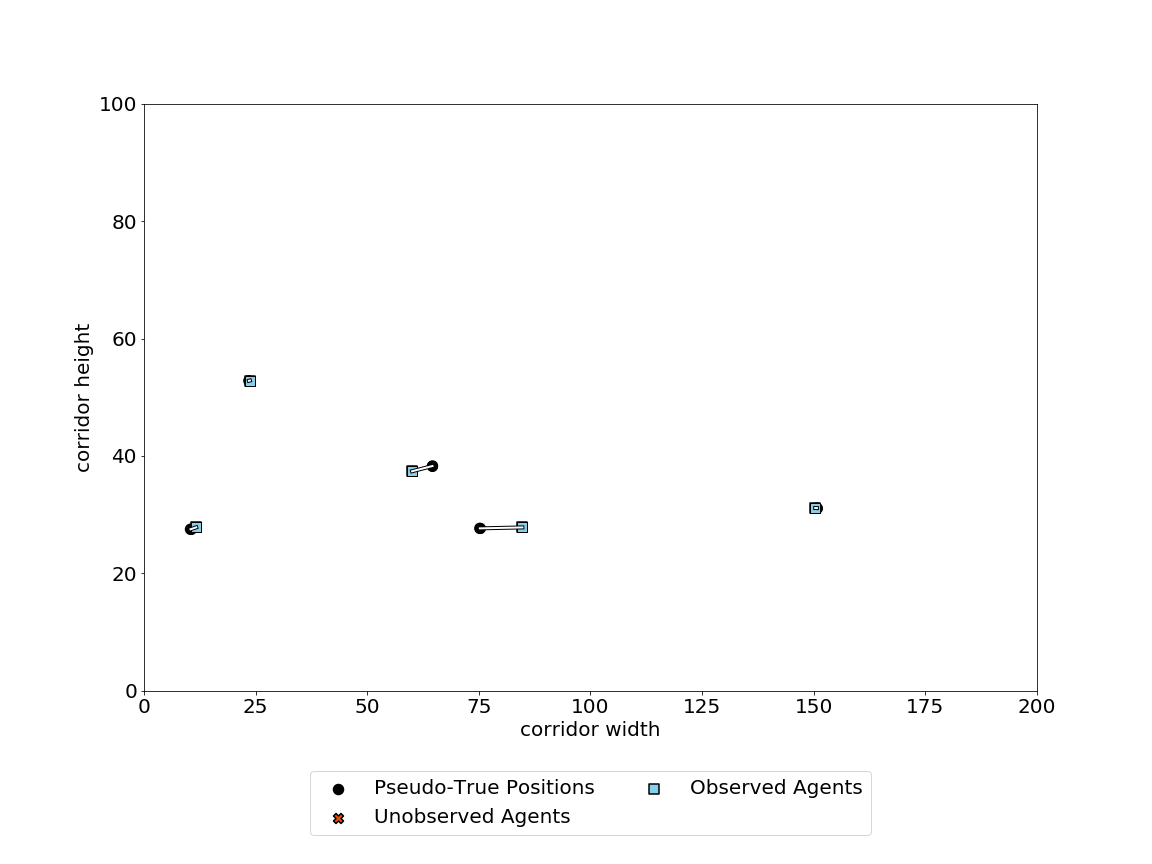 100
80
60
40
20
0
corridor height
0 25 50 75 100 125 150 175 200
corridor width
Pseudo-True Positions Observed Agents
Unobserved Agents